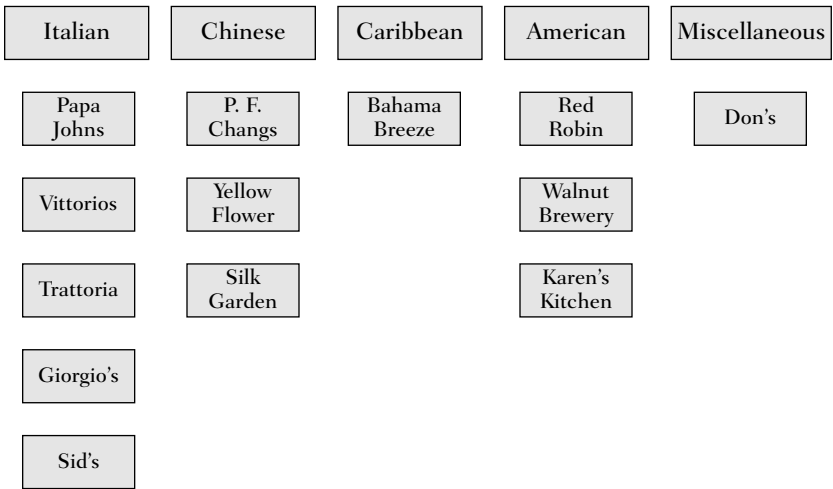 Italian
Chinese
Caribbean
American
Miscellaneous
Papa
Johns
P. F.
Changs
Bahama
Breeze
Red
Robin
Don's
Vittorios
Yellow
Flower
Walnut
Brewery
Trattoria
Silk
Garden
Karen's
Kitchen
Giorgio's
Sid's